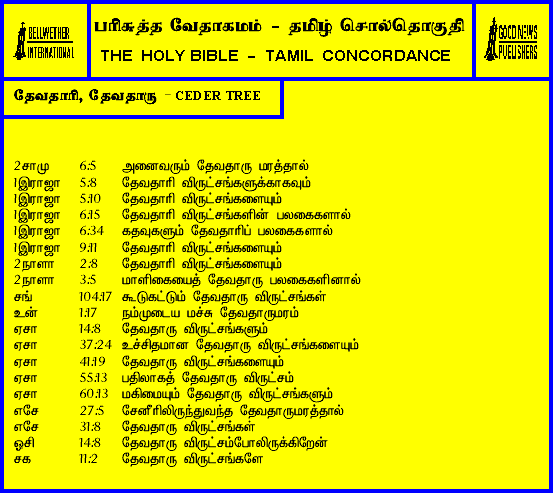 BELLWETHER INTERNATIONAL
பரிசுத்த வேதாகமம் - தமிழ் சொல்தொகுதி
THE HOLY BIBLE - TAMIL CONCORDANCE
GOOD NEWS PUBLISHERS
தேவதாரி, தேவதாரு - CEDER TREE
2சாமு 6:5 அனைவரும் தேவதாரு மரத்தால்
1இராஜா 5:8 தேவதாரி விருட்சங்களுக்காகவும்
1இராஜா 5:10 தேவதாரி விருட்சங்களையும்
1இராஜா 6:15 தேவதாரி விருட்சங்களின் பலகைகளால்
1இராஜா 6:34 கதவுகளும் தேவதாரிப் பலகைகளால்
1இராஜா 9:11 தேவதாரி விருட்சங்களையும்
2நாளா 2:8 தேவதாரி விருட்சங்களையும்
2நாளா 3:5 மாளிகையைத் தேவதாரு பலகைகளினால்
சங் 104:17 கூடுகட்டும் தேவதாரு விருட்சங்கள்
உன் 1:17 நம்முடைய மச்சு தேவதாருமரம்
ஏசா 14:8 தேவதாரு விருட்சங்களும்
ஏசா 37:24 உச்சிதமான தேவதாரு விருட்சங்களையும்
ஏசா 41:19 தேவதாரு விருட்சங்களையும்
ஏசா 55:13 பதிலாகத் தேவதாரு விருட்சம்
ஏசா 60:13 மகிமையும் தேவதாரு விருட்சங்களும்
எசே 27:5 சேனீரிலிருந்துவந்த தேவதாருமரத்தால்
எசே 31:8 தேவதாரு விருட்சங்கள்
ஓசி 14:8 தேவதாரு விருட்சம்போலிருக்கிறேன்
சக 11:2 தேவதாரு விருட்சங்களே